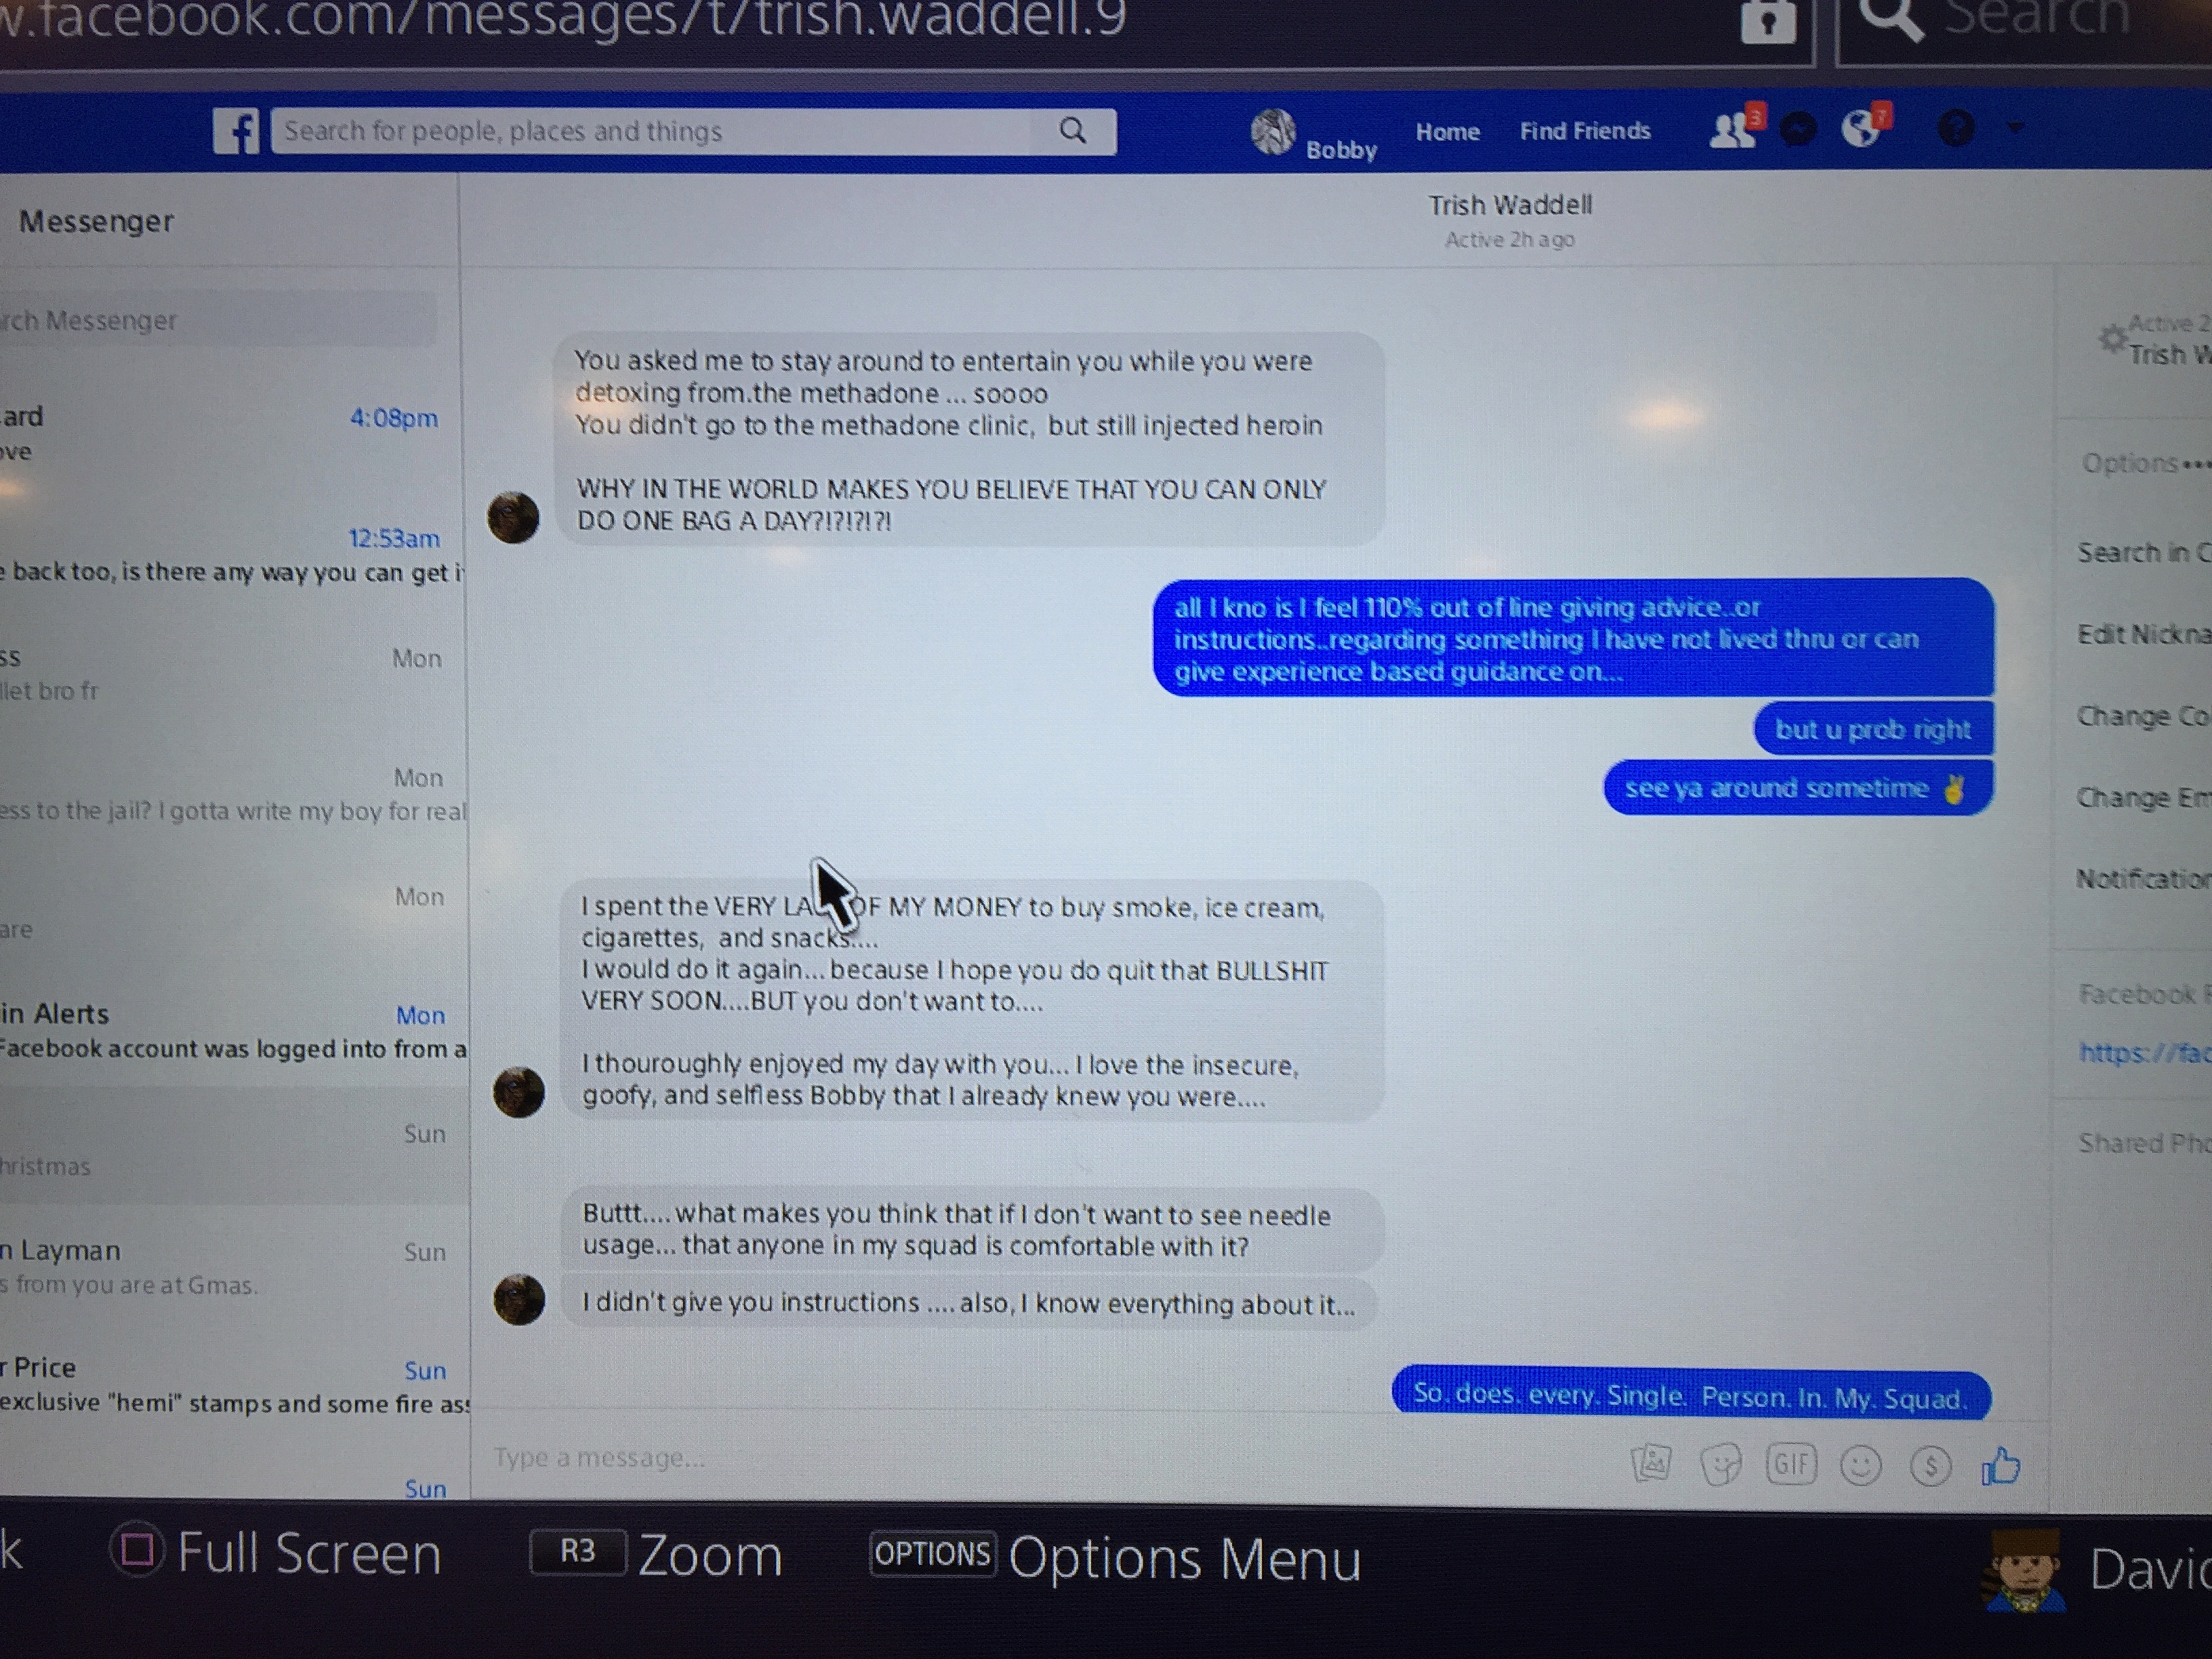 w.facebook.com/messages/t/trish.waddell.9
Search
Search for people, places and things
Bobby
Home
Find Friends
3
7
?
Messenger
Trish Waddell
Active 2h ago
rch Messenger
ard
4:08pm
ove
12:53am
e back too, is there any way you can get i
ss
Mon
llet bro fr
Mon
ess to the jail? I gotta write my boy for real
Mon
are
in Alerts
Mon
Facebook account was logged into from a
Sun
hristmas
n Layman
Sun
s from you are at Gmas.
r Price
Sun
exclusive "hemi" stamps and some fire ass
Sun
You asked me to stay around to entertain you while you were
detoxing from.the methadone ... soooo
You didn't go to the methadone clinic, but still injected heroin
WHY IN THE WORLD MAKES YOU BELIEVE THAT YOU CAN ONLY
DO ONE BAG A DAY?!?!?!?!
all I kno is I feel 110% out of line giving advice..or
instructions..regarding something I have not lived thru or can
give experience based guidance on...
but u prob right
see ya around sometime ✌
I spent the VERY LA OF MY MONEY to buy smoke, ice cream,
cigarettes, and snacks....
I would do it again... because I hope you do quit that BULLSHIT
VERY SOON....BUT you don't want to....
I thouroughly enjoyed my day with you... I love the insecure,
goofy, and selfless Bobby that I already knew you were....
Buttt.... what makes you think that if I don't want to see needle
usage... that anyone in my squad is comfortable with it?
I didn't give you instructions .... also, I know everything about it...
So. does. every. Single. Person. In. My. Squad.
Type a message...
GIF
$
Active 2
Trish W
Options
Search in C
Edit Nickna
Change Co
Change Em
Notification
Facebook P
https://fac
Shared Pho
k
Full Screen
R3
Zoom
OPTIONS
Options Menu
David